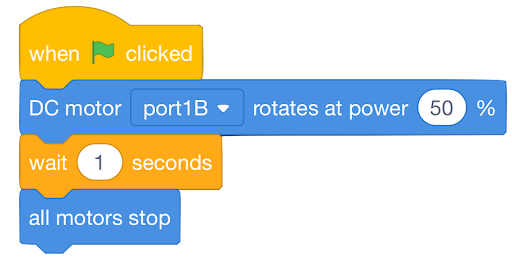 when clicked
DC motor port1B rotates at power 50 %
wait 1 seconds
all motors stop